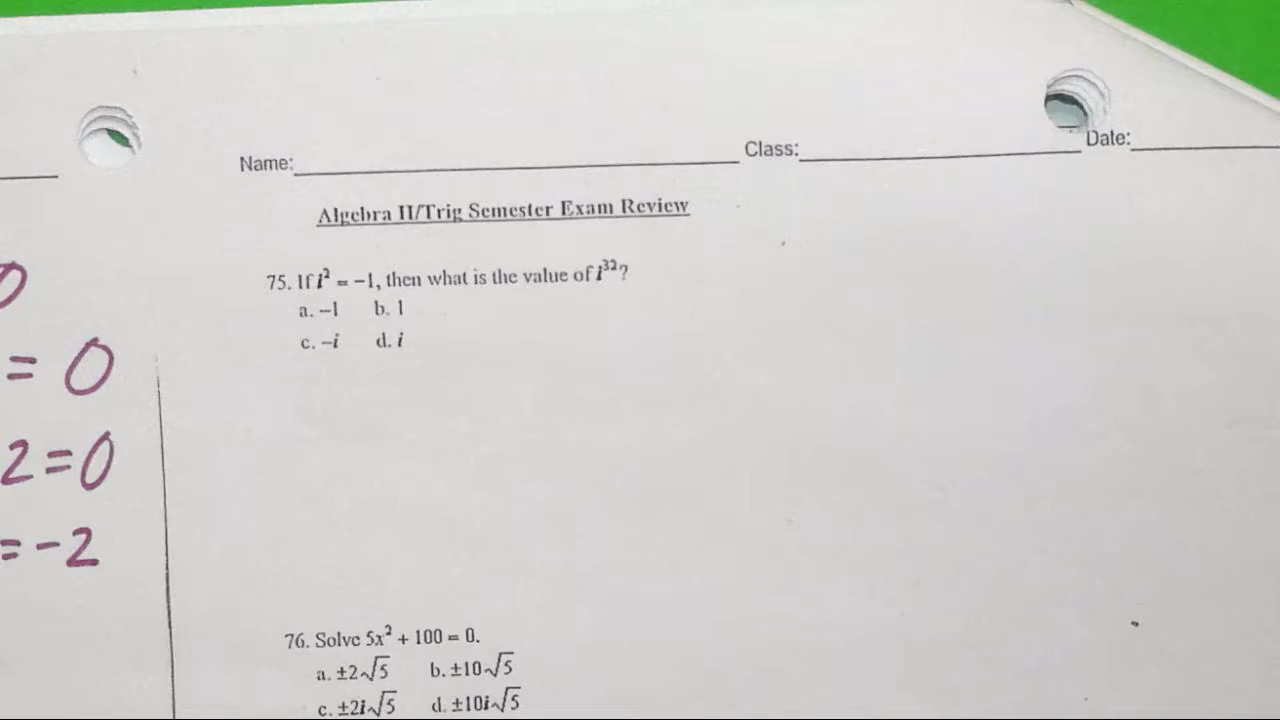 Name: Class: Date:
Algebra II/Trig Semester Exam Review
75. If i² = −1, then what is the value of i³²?
a. −1 b. 1
c. −i d. i
0
= 0
2=0
=-2
76. Solve 5x² + 100 = 0.
a. ±2√5 b. ±10√5
c. ±2i√5 d. ±10i√5